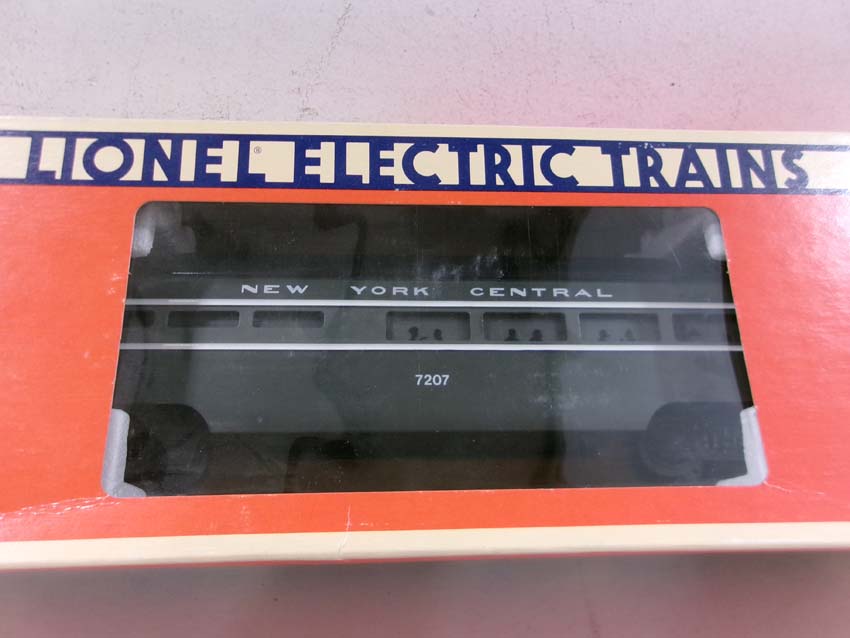 LIONEL® ELECTRIC TRAINS
NEW YORK CENTRAL
7207